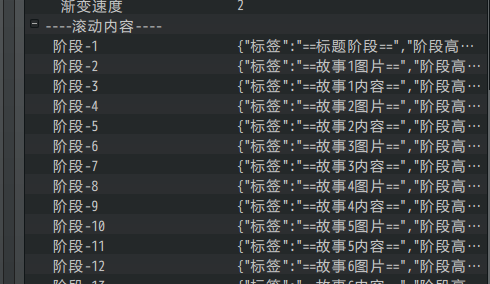 渐变速度 2
----滚动内容----
阶段-1 {"标签":"==标题阶段==","阶段高…
阶段-2 {"标签":"==故事1图片==","阶段高…
阶段-3 {"标签":"==故事1内容==","阶段高…
阶段-4 {"标签":"==故事2图片==","阶段高…
阶段-5 {"标签":"==故事2内容==","阶段高…
阶段-6 {"标签":"==故事3图片==","阶段高…
阶段-7 {"标签":"==故事3内容==","阶段高…
阶段-8 {"标签":"==故事4图片==","阶段高…
阶段-9 {"标签":"==故事4内容==","阶段高…
阶段-10 {"标签":"==故事5图片==","阶段高…
阶段-11 {"标签":"==故事5内容==","阶段高…
阶段-12 {"标签":"==故事6图片==","阶段高…